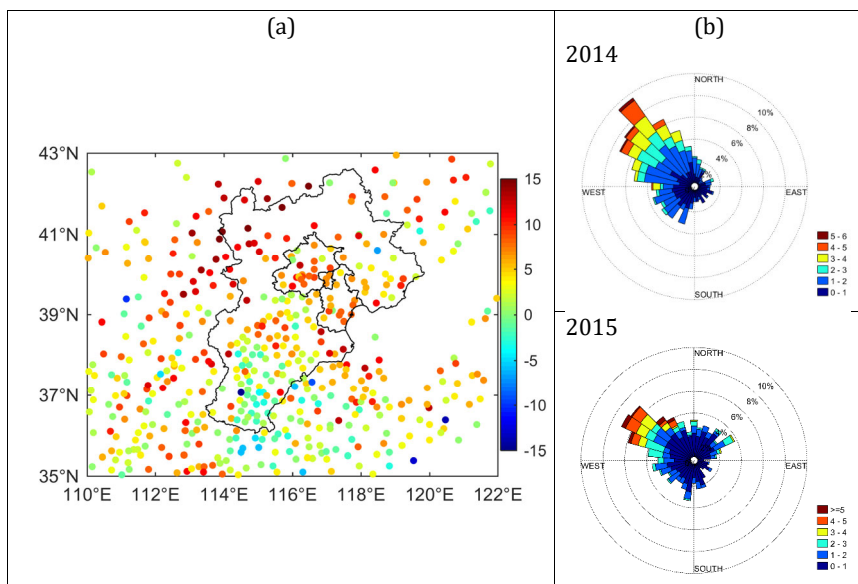 (a)
43°N
41°N
39°N
37°N
35°N
110°E 112°E 114°E 116°E 118°E 120°E 122°E
15
10
5
0
-5
-10
-15
(b)
2014
NORTH
10%
8%
6%
4%
WEST
EAST
SOUTH
5 - 6
4 - 5
3 - 4
2 - 3
1 - 2
0 - 1
2015
NORTH
10%
8%
6%
WEST
EAST
SOUTH
>=5
4 - 5
3 - 4
2 - 3
1 - 2
0 - 1